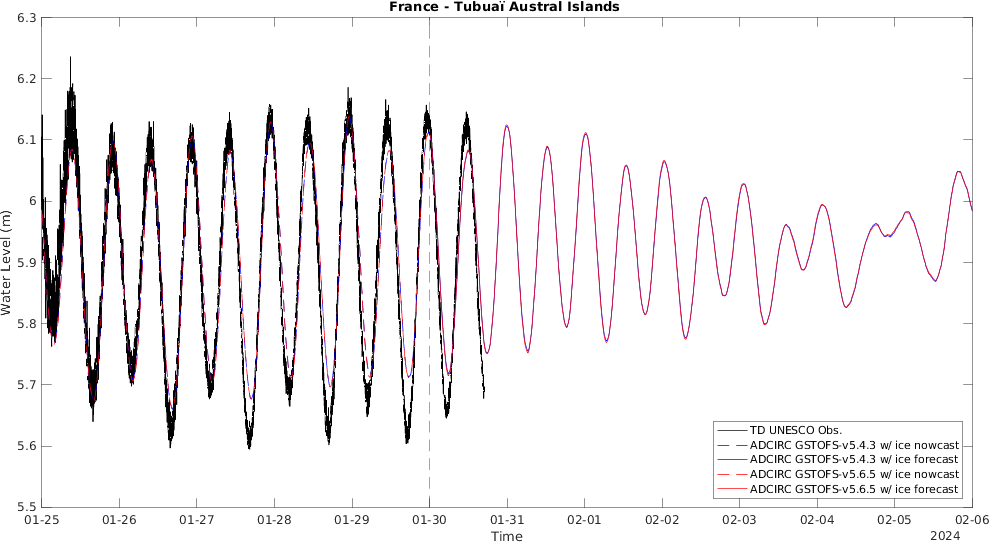 France - Tubuaï Austral Islands
6.3
6.2
6.1
6
5.9
5.8
5.7
5.6
5.5
Water Level (m)
TD UNESCO Obs.
ADCIRC GSTOFS-v5.4.3 w/ ice nowcast
ADCIRC GSTOFS-v5.4.3 w/ ice forecast
ADCIRC GSTOFS-v5.6.5 w/ ice nowcast
ADCIRC GSTOFS-v5.6.5 w/ ice forecast
01-25 01-26 01-27 01-28 01-29 01-30 01-31 02-01 02-02 02-03 02-04 02-05 02-06
Time
2024